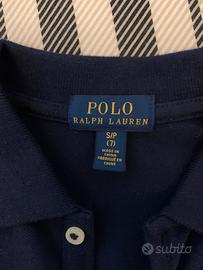 POLO
RALPH LAUREN
S/P
(7)
MADE IN
CHINA
FABRIQUÉ EN
CHINE
subito